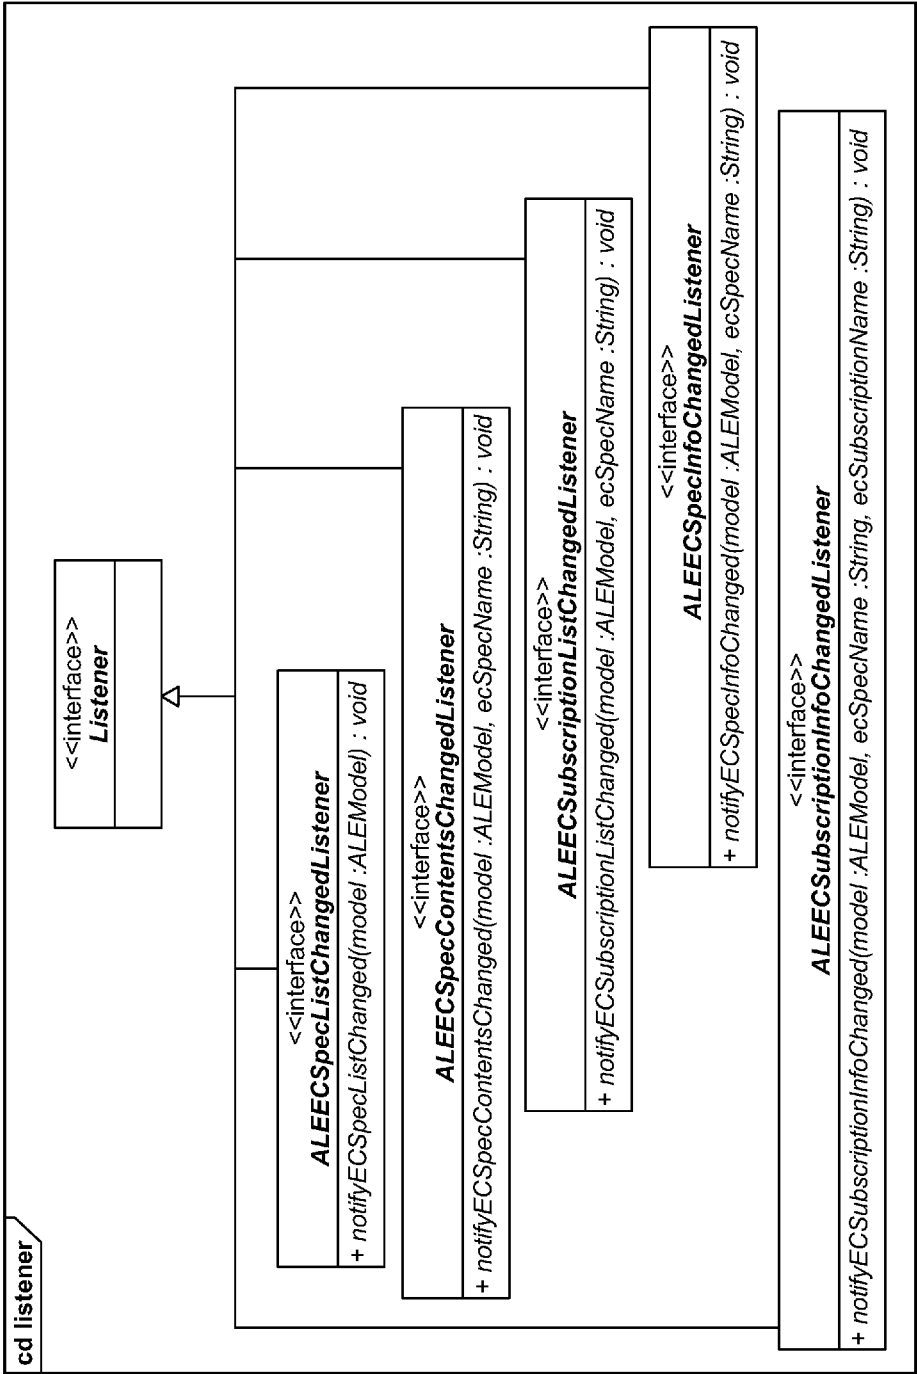 cd listener
<<interface>>
Listener
<<interface>>
ALEECSpecListChangedListener
+ notifyECSpecListChanged(model :ALEModel) : void
<<interface>>
ALEECSpecContentsChangedListener
+ notifyECSpecContentsChanged(model :ALEModel, ecSpecName :String) : void
<<interface>>
ALEECSubscriptionListChangedListener
+ notifyECSubscriptionListChanged(model :ALEModel, ecSpecName :String) : void
<<interface>>
ALEECSpecInfoChangedListener
+ notifyECSpecInfoChanged(model :ALEModel, ecSpecName :String) : void
<<interface>>
ALEECSubscriptionInfoChangedListener
+ notifyECSubscriptionInfoChanged(model :ALEModel, ecSpecName :String, ecSubscriptionName :String) : void